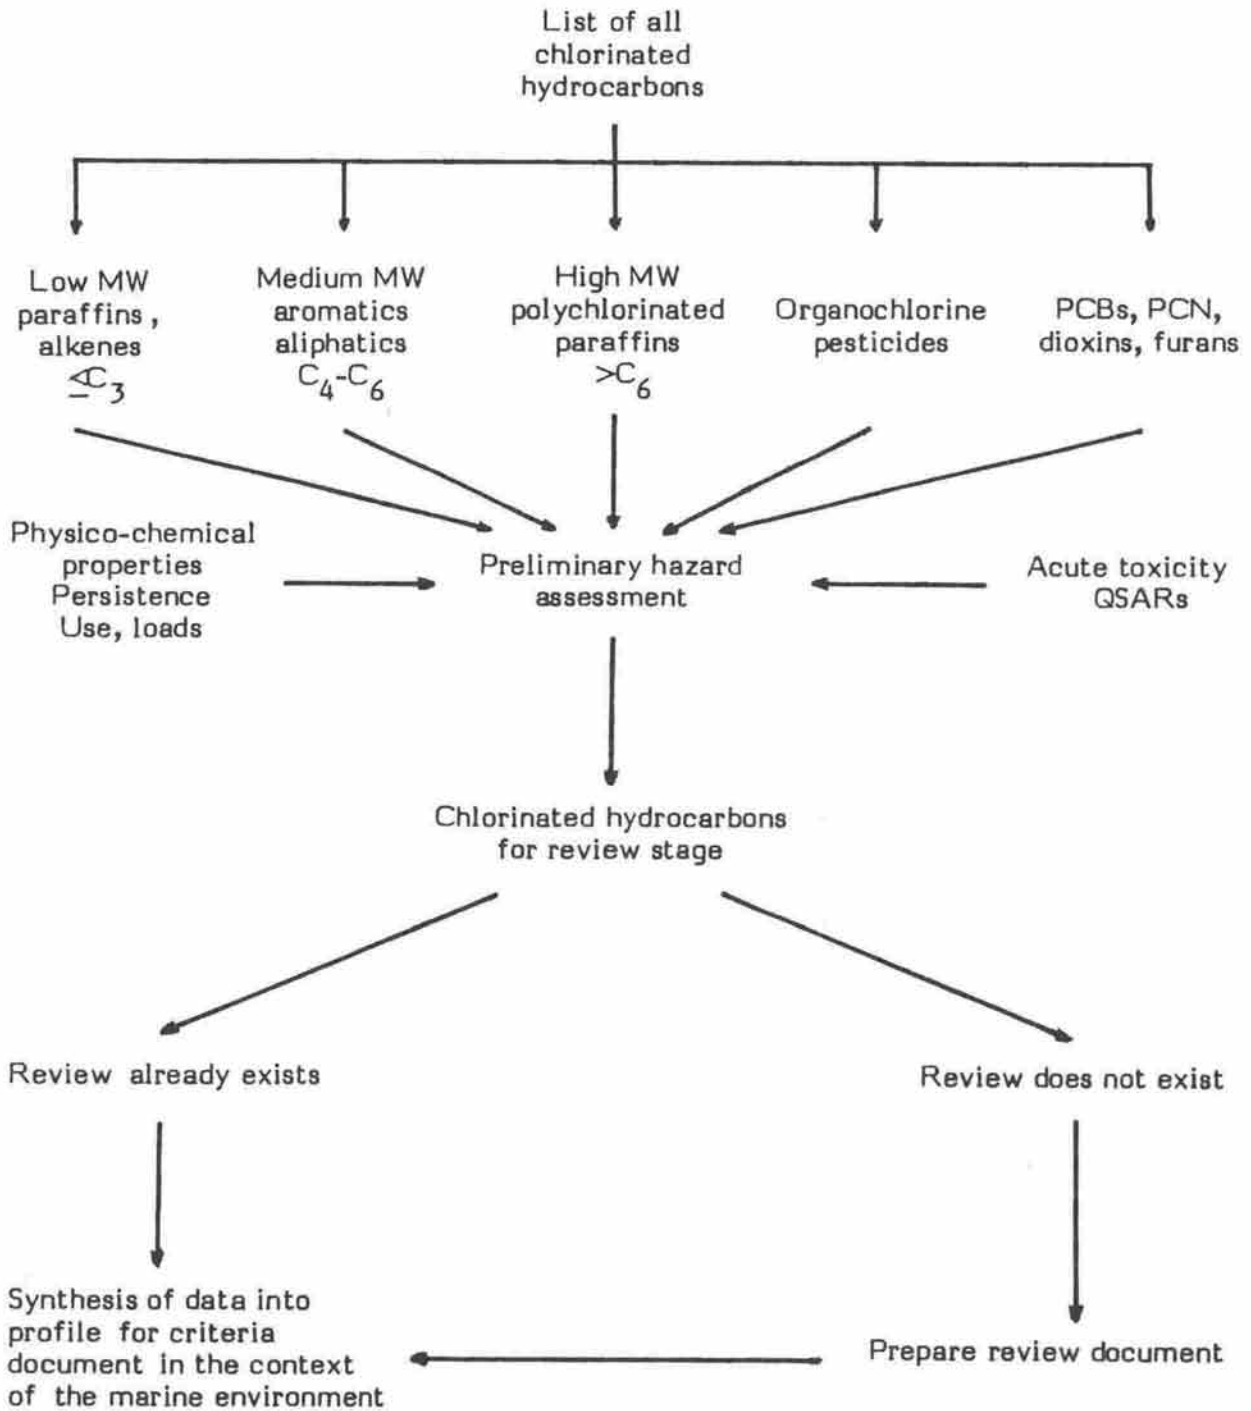 List of all
chlorinated
hydrocarbons
Low MW
paraffins,
alkenes
≤C₃
Medium MW
aromatics
aliphatics
C₄-C₆
High MW
polychlorinated
paraffins
>C₆
Organochlorine
pesticides
PCBs, PCN,
dioxins, furans
Physico-chemical
properties
Persistence
Use, loads
Preliminary hazard
assessment
Acute toxicity
QSARs
Chlorinated hydrocarbons
for review stage
Review already exists
Review does not exist
Synthesis of data into
profile for criteria
document in the context
of the marine environment
Prepare review document